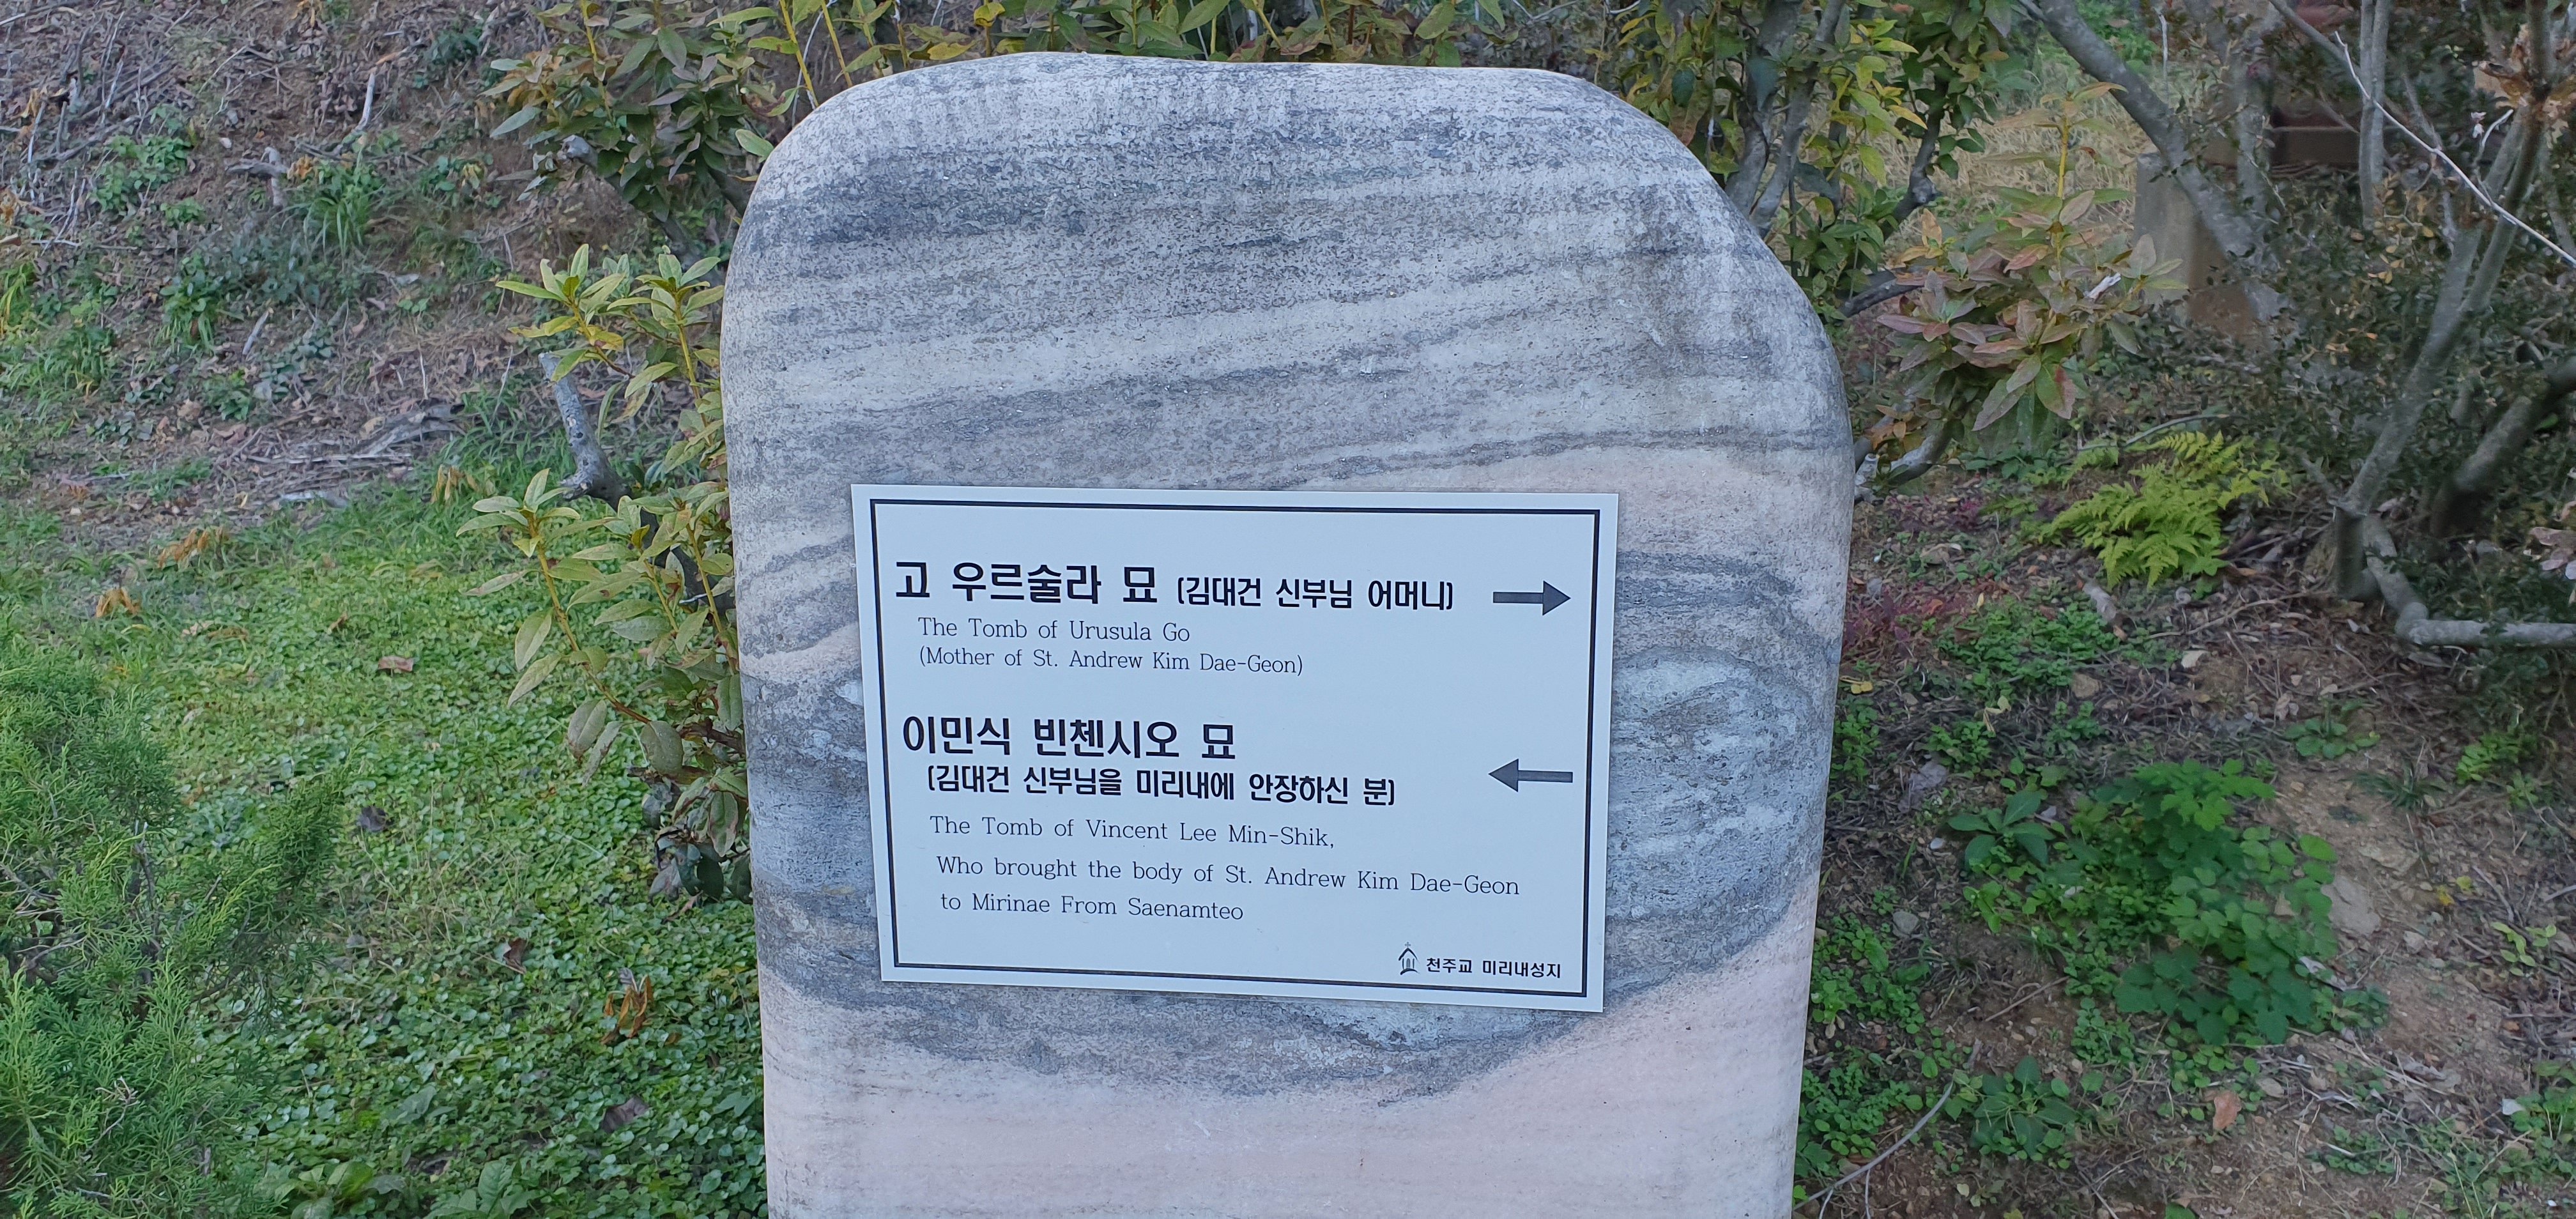 고 우르술라 묘 (김대건 신부님 어머니) →
The Tomb of Urusula Go
(Mother of St. Andrew Kim Dae-Geon)
이민식 빈첸시오 묘
(김대건 신부님을 미리내에 안장하신 분) ←
The Tomb of Vincent Lee Min-Shik,
Who brought the body of St. Andrew Kim Dae-Geon
to Mirinae From Saenamteo
천주교 미리내성지